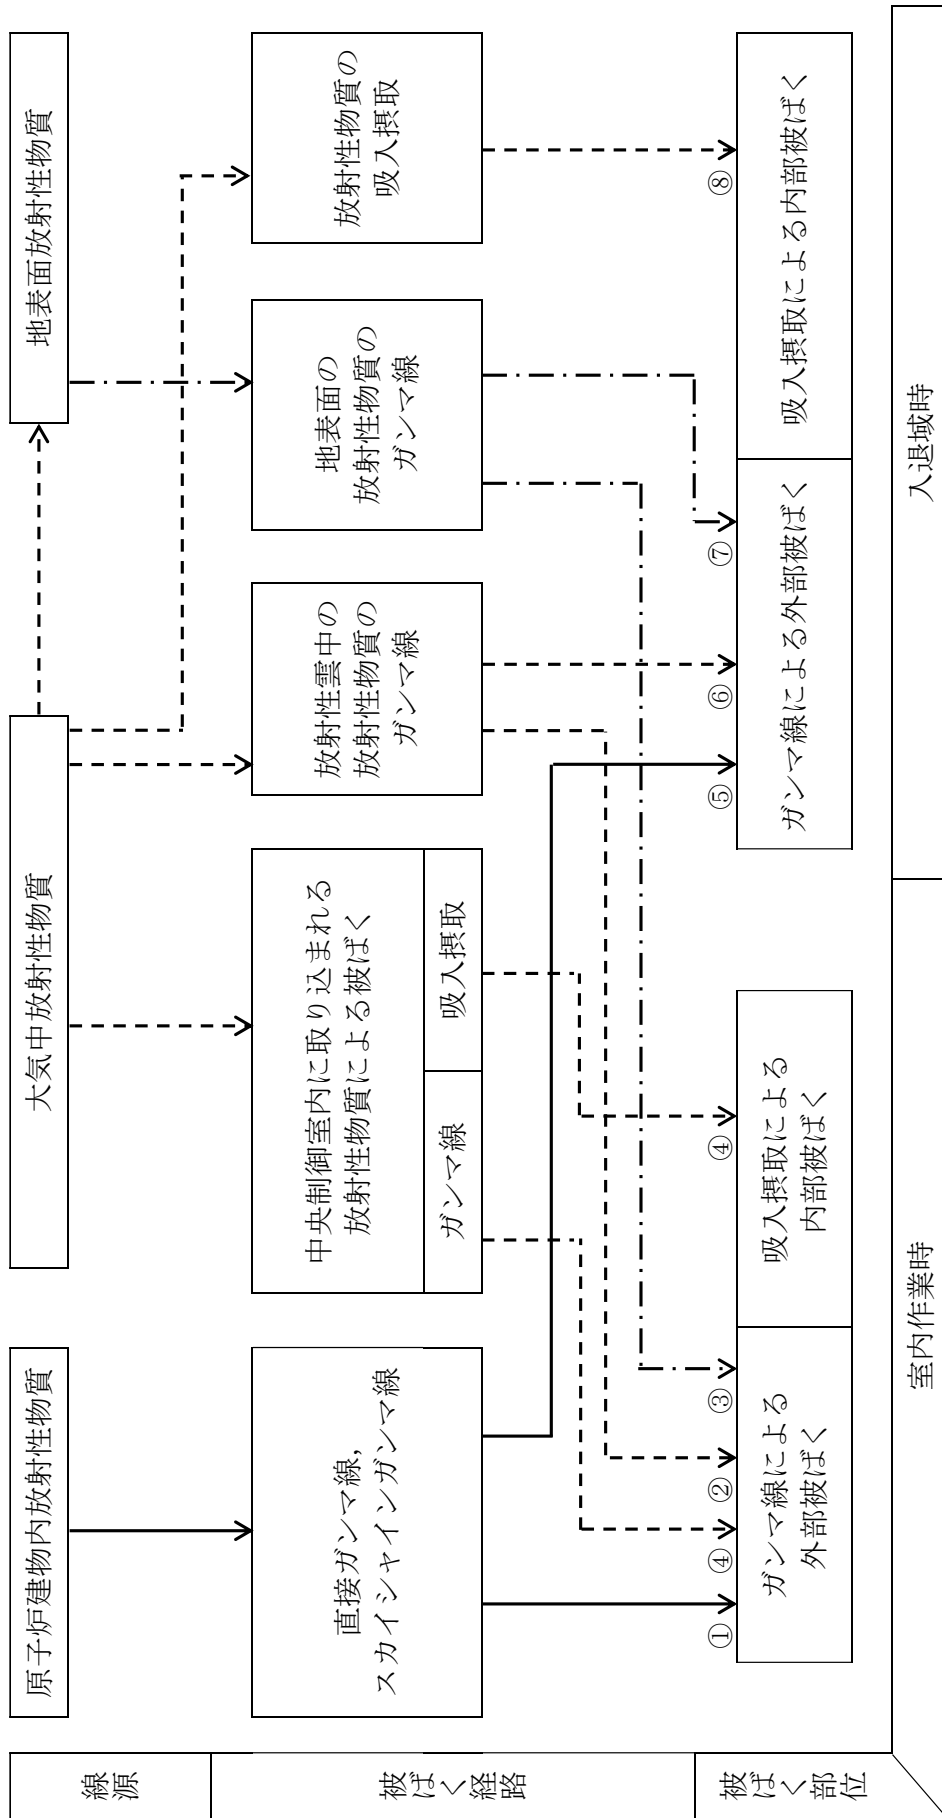 線源
原子炉建物内放射性物質
大気中放射性物質
地表面放射性物質
被ばく経路
直接ガンマ線,
スカイシャインガンマ線
中央制御室内に取り込まれる
放射性物質による被ばく
ガンマ線
吸入摂取
放射性雲中の
放射性物質の
ガンマ線
地表面の
放射性物質の
ガンマ線
放射性物質の
吸入摂取
被ばく部位
①
④
②
③
④
⑤
⑥
⑦
⑧
ガンマ線による
外部被ばく
吸入摂取による
内部被ばく
ガンマ線による外部被ばく
吸入摂取による内部被ばく
室内作業時
入退域時